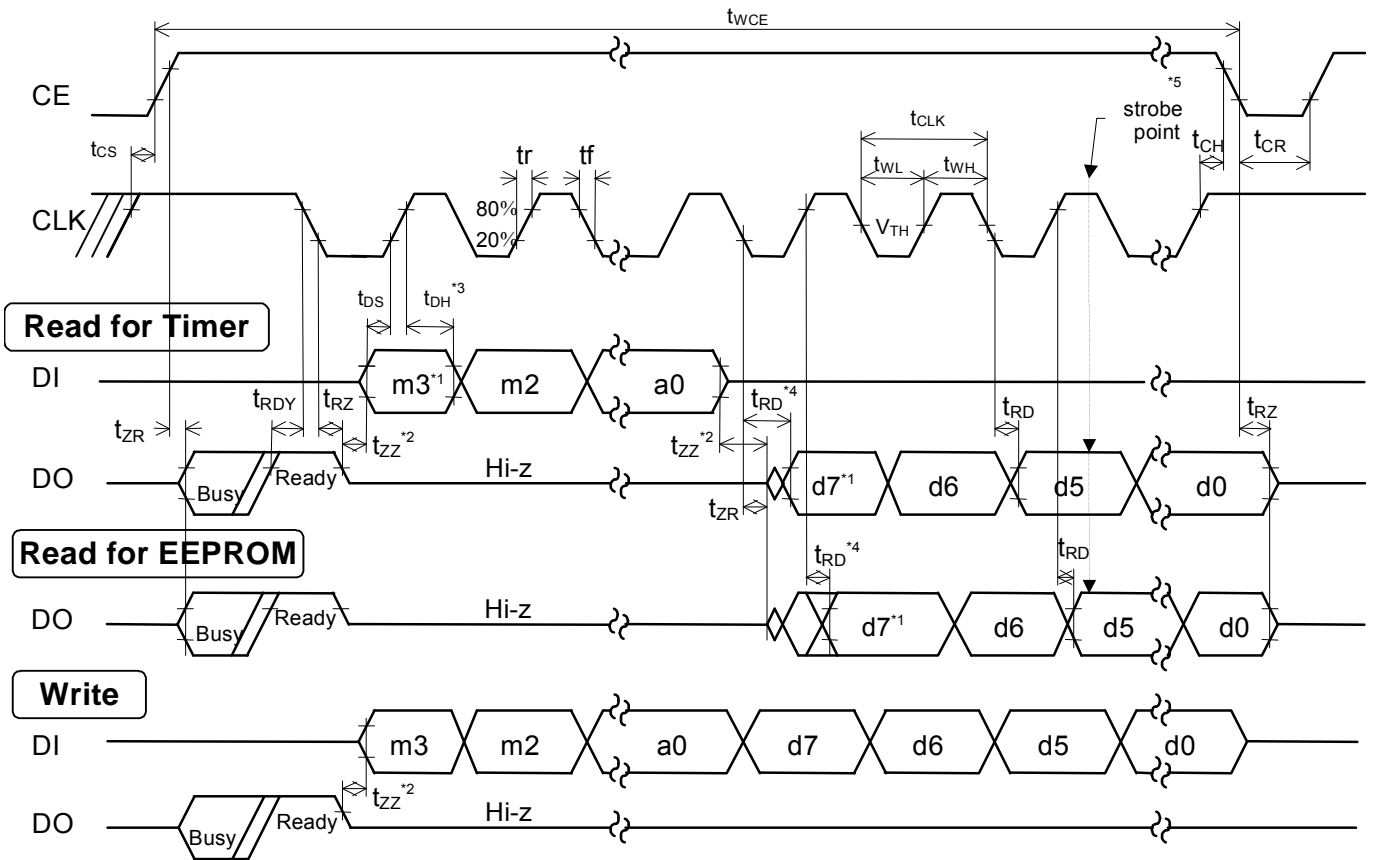 tWCE
CE
*5
strobe
point
tCLK
tCS
tr
tf
tWL
tWH
tCH
tCR
CLK
80%
20%
VTH
tDS
tDH*3
Read for Timer
DI
m3*1
m2
a0
tRDY
tRZ
tRD*4
tRD
tRZ
tZR
tZZ*2
tZZ*2
DO
Busy
Ready
Hi-z
d7*1
d6
d5
d0
tZR
Read for EEPROM
tRD*4
tRD
DO
Busy
Ready
Hi-z
d7*1
d6
d5
d0
Write
DI
m3
m2
a0
d7
d6
d5
d0
tZZ*2
DO
Busy
Ready
Hi-z